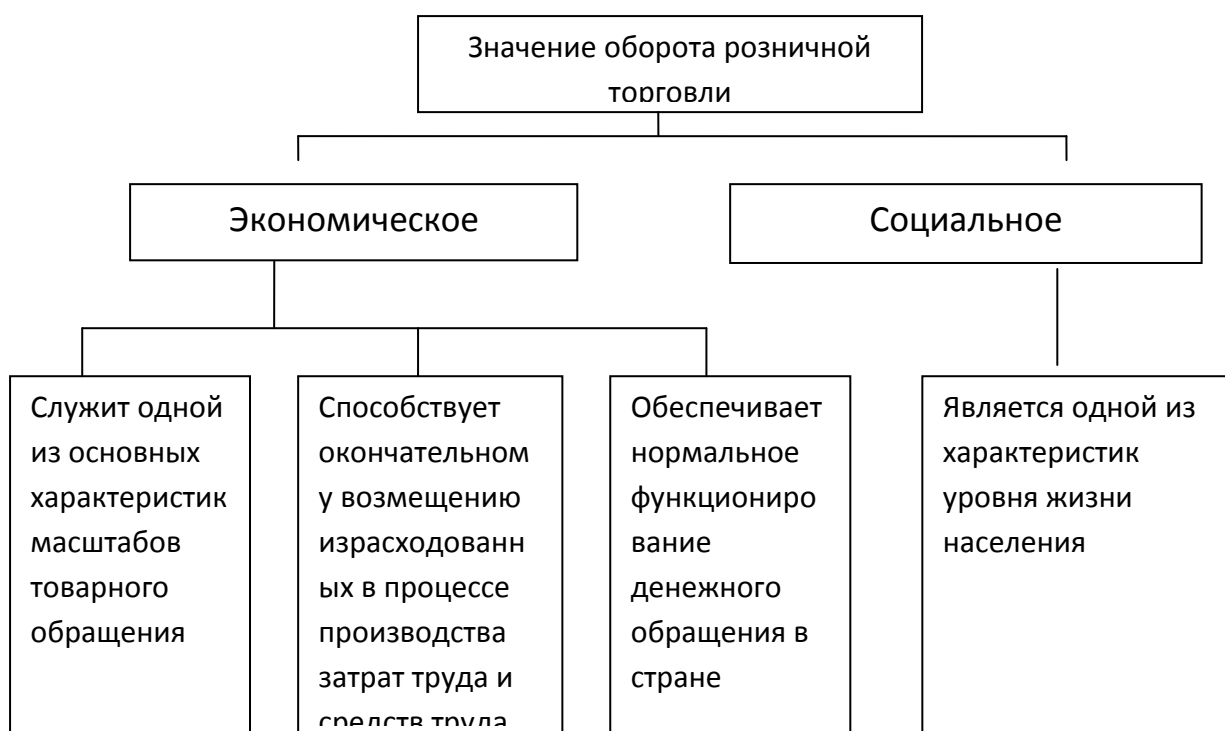 Значение оборота розничной
торговли
Экономическое
Социальное
Служит одной
из основных
характеристик
масштабов
товарного
обращения
Способствует
окончательном
у возмещению
израсходованн
ых в процессе
производства
затрат труда и
средств труда
Обеспечивает
нормальное
функциониро
вание
денежного
обращения в
стране
Является одной из
характеристик
уровня жизни
населения